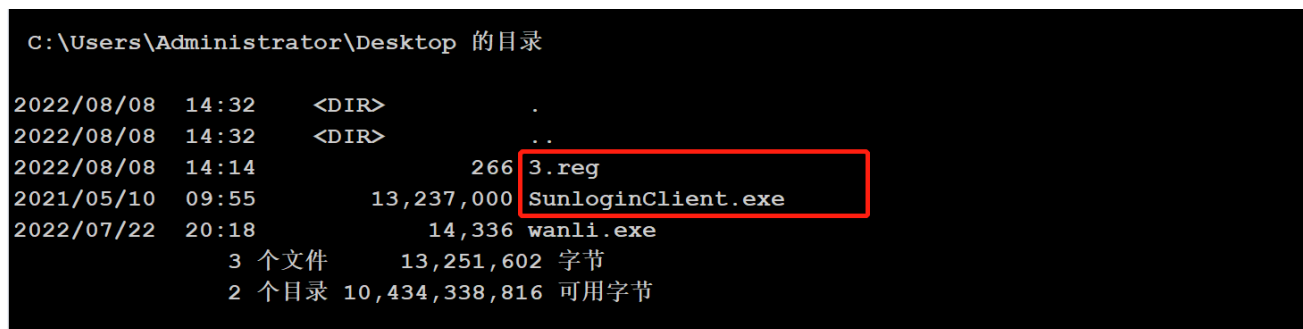 C:\Users\Administrator\Desktop 的目录
2022/08/08 14:32 <DIR> .
2022/08/08 14:32 <DIR> ..
2022/08/08 14:14 266 3.reg
2021/05/10 09:55 13,237,000 SunloginClient.exe
2022/07/22 20:18 14,336 wanli.exe
3 个文件 13,251,602 字节
2 个目录 10,434,338,816 可用字节